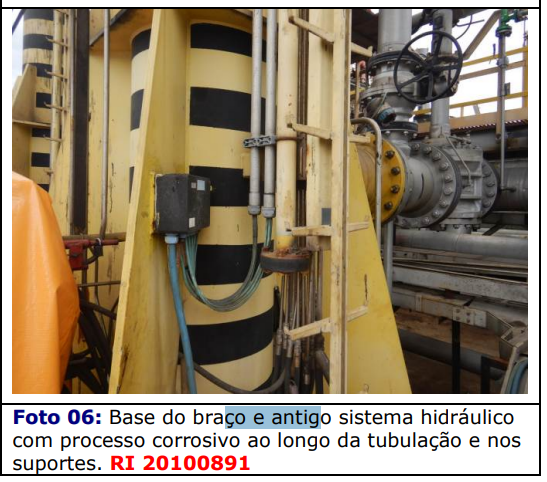 Foto 06: Base do braço e antigo sistema hidráulico
com processo corrosivo ao longo da tubulação e nos
suportes. RI 20100891